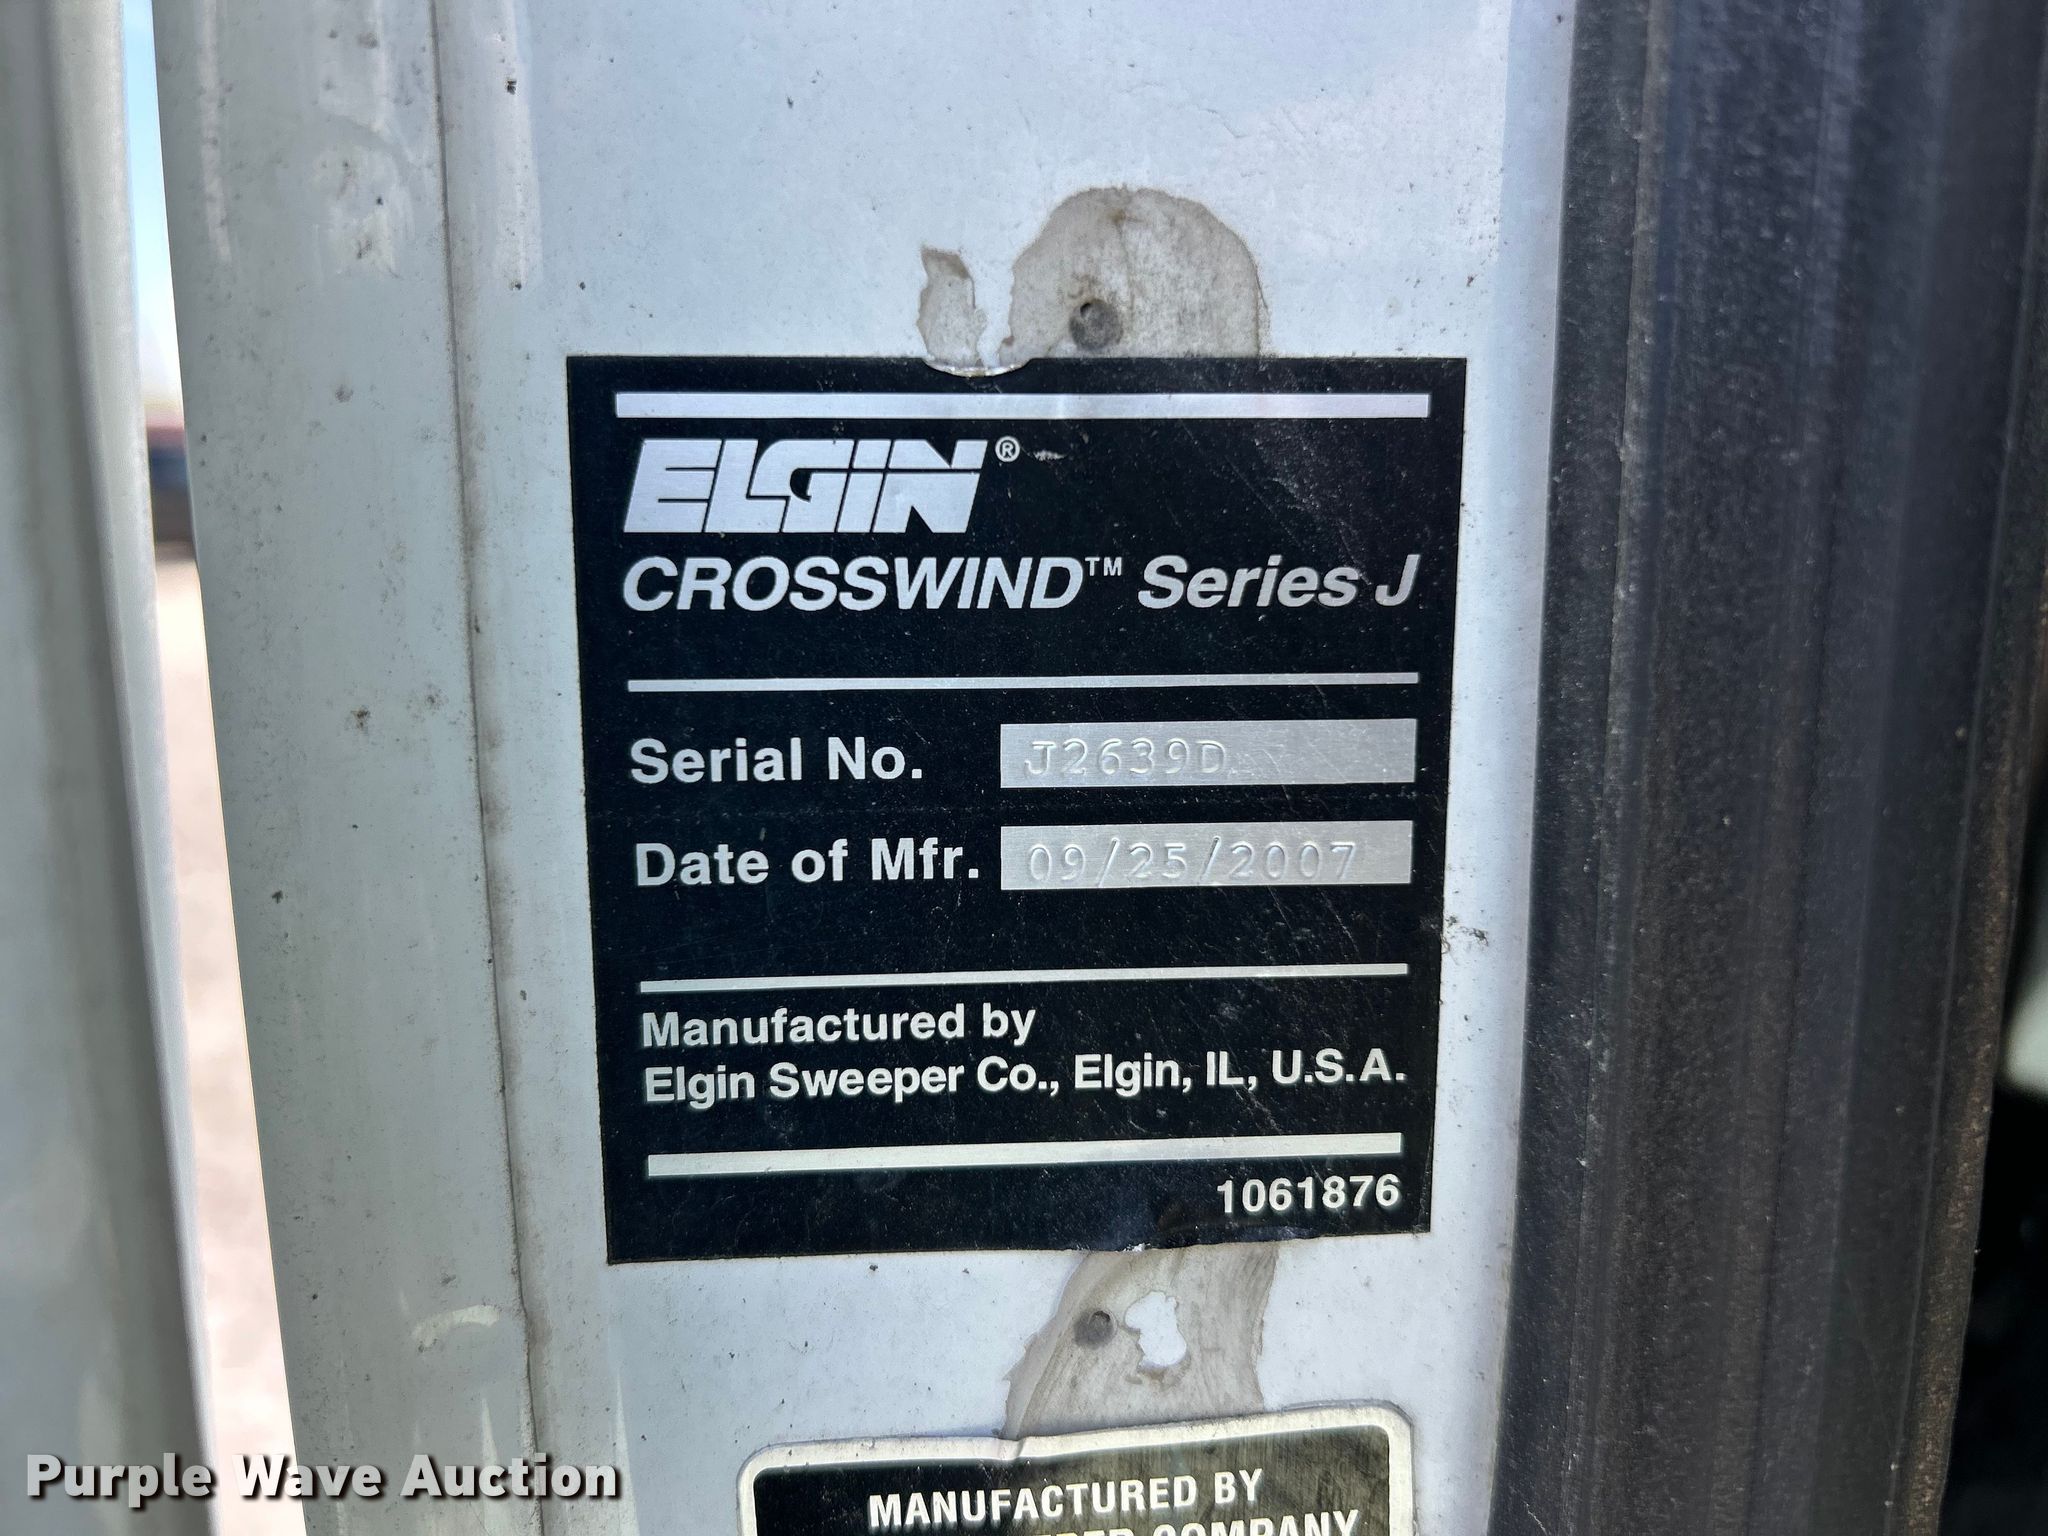 ELGIN®
CROSSWIND™ Series J
Serial No. J2639D
Date of Mfr. 09/25/2007
Manufactured by
Elgin Sweeper Co., Elgin, IL, U.S.A.
1061876
Purple Wave Auction
MANUFACTURED BY
COMPANY